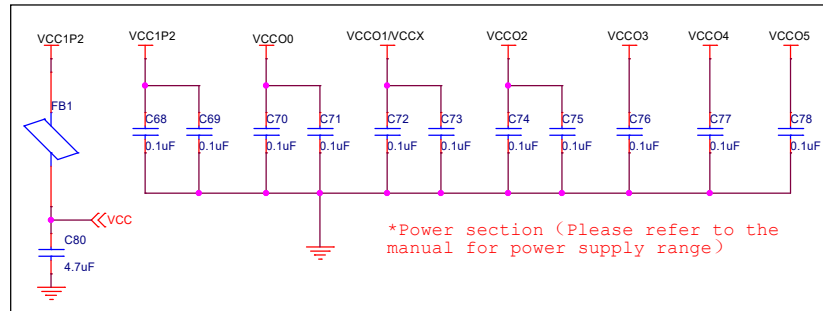 VCC1P2 VCC1P2 VCCO0 VCCO1/VCCX VCCO2 VCCO3 VCCO4 VCCO5
FB1
C68 C69 C70 C71 C72 C73 C74 C75 C76 C77 C78
0.1uF 0.1uF 0.1uF 0.1uF 0.1uF 0.1uF 0.1uF 0.1uF 0.1uF 0.1uF 0.1uF
VCC
C80
4.7uF
*Power section (Please refer to the
manual for power supply range)